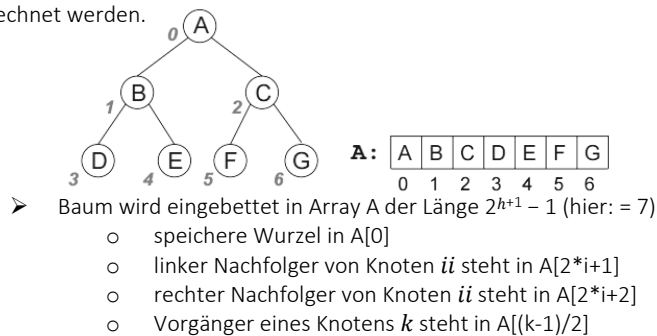 echnet werden.
0 A
1 B 2 C
3 D 4 E 5 F 6 G
A: A B C D E F G
0 1 2 3 4 5 6
➢ Baum wird eingebettet in Array A der Länge 2^{h+1} – 1 (hier: = 7)
o speichere Wurzel in A[0]
o linker Nachfolger von Knoten ii steht in A[2*i+1]
o rechter Nachfolger von Knoten ii steht in A[2*i+2]
o Vorgänger eines Knotens k steht in A[(k-1)/2]